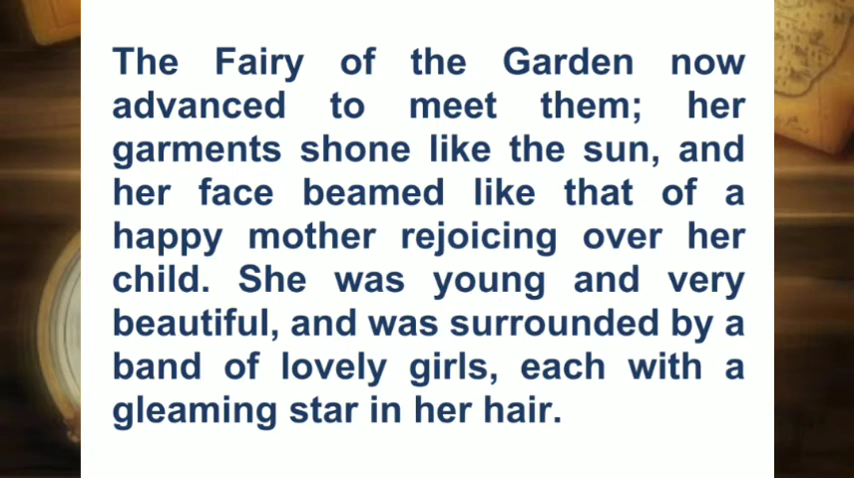 The Fairy of the Garden now
advanced to meet them; her
garments shone like the sun, and
her face beamed like that of a
happy mother rejoicing over her
child. She was young and very
beautiful, and was surrounded by a
band of lovely girls, each with a
gleaming star in her hair.